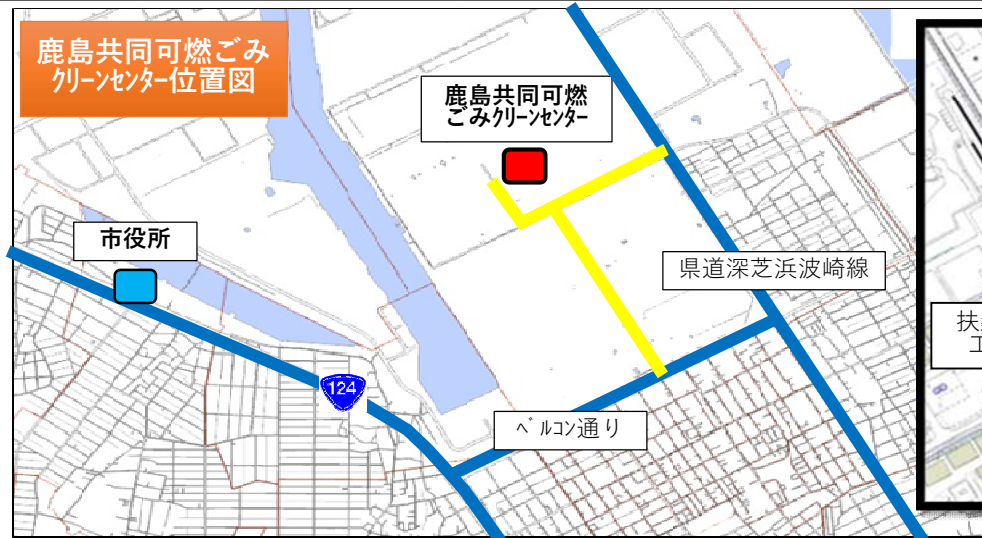 鹿島共同可燃ごみ
クリーンセンター位置図
鹿島共同可燃
ごみクリーンセンター
市役所
県道深芝浜波崎線
124
ベルコン通り
扶
工